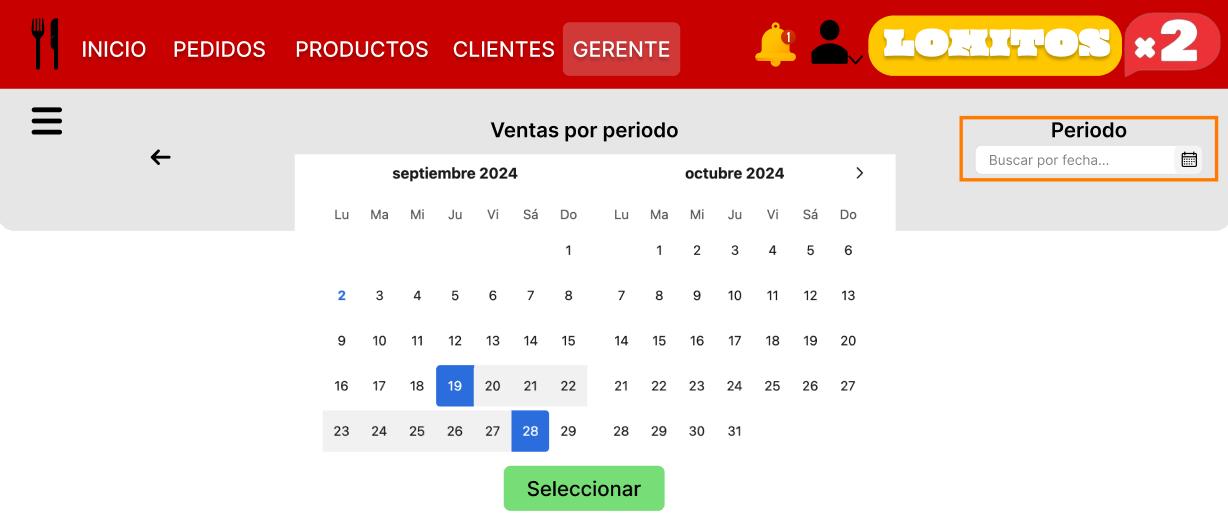 INICIO PEDIDOS PRODUCTOS CLIENTES GERENTE 1 LOMITOS x2
Ventas por periodo
Periodo
Buscar por fecha...
septiembre 2024
Lu Ma Mi Ju Vi Sá Do
1
2 3 4 5 6 7 8
9 10 11 12 13 14 15
16 17 18 19 20 21 22
23 24 25 26 27 28 29
octubre 2024
Lu Ma Mi Ju Vi Sá Do
1 2 3 4 5 6
7 8 9 10 11 12 13
14 15 16 17 18 19 20
21 22 23 24 25 26 27
28 29 30 31
Seleccionar